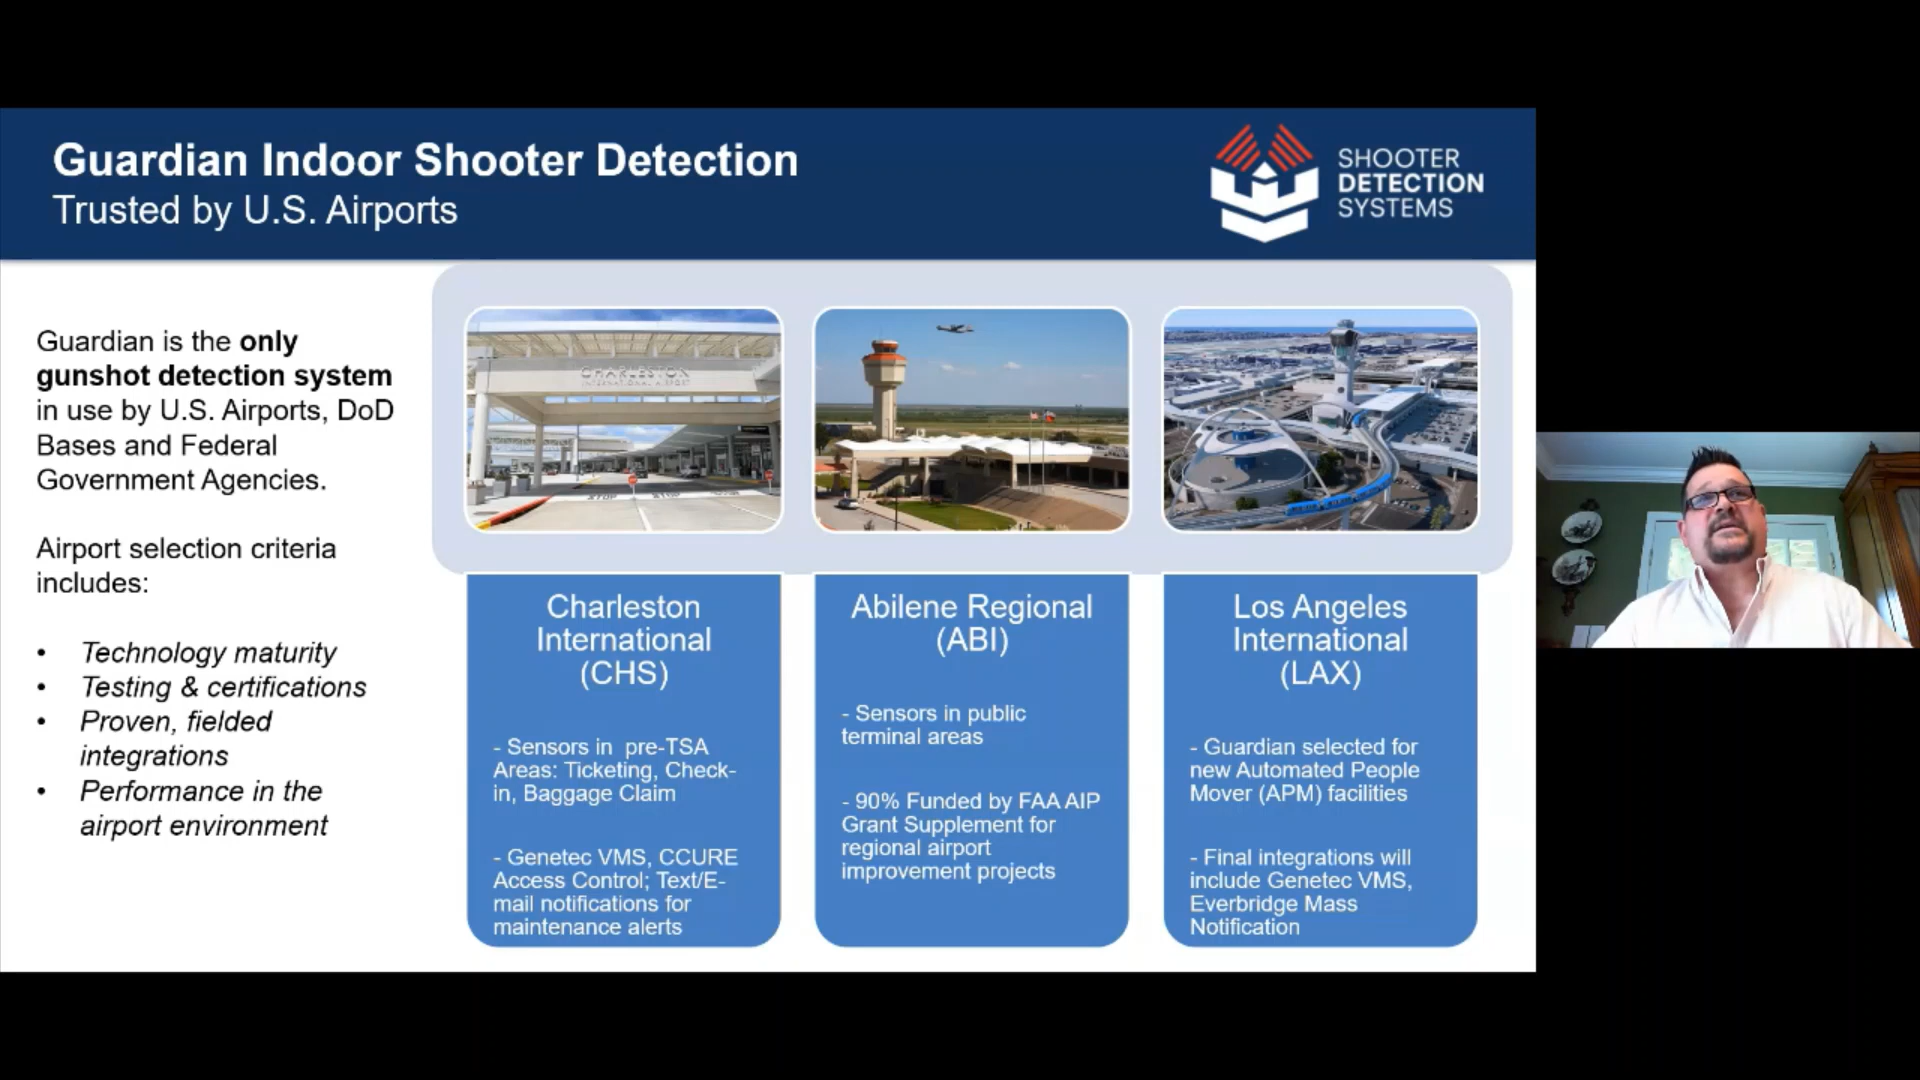 Guardian Indoor Shooter Detection
Trusted by U.S. Airports
SHOOTER
DETECTION
SYSTEMS
Guardian is the only
gunshot detection system
in use by U.S. Airports, DoD
Bases and Federal
Government Agencies.
Airport selection criteria
includes:
• Technology maturity
• Testing & certifications
• Proven, fielded
integrations
• Performance in the
airport environment
CHARLESTON
INTERNATIONAL AIRPORT
STOP STOP
Charleston
International
(CHS)
- Sensors in pre-TSA
Areas: Ticketing, Check-
in, Baggage Claim
- Genetec VMS, CCURE
Access Control; Text/E-
mail notifications for
maintenance alerts
Abilene Regional
(ABI)
- Sensors in public
terminal areas
- 90% Funded by FAA AIP
Grant Supplement for
regional airport
improvement projects
Los Angeles
International
(LAX)
- Guardian selected for
new Automated People
Mover (APM) facilities
- Final integrations will
include Genetec VMS,
Everbridge Mass
Notification